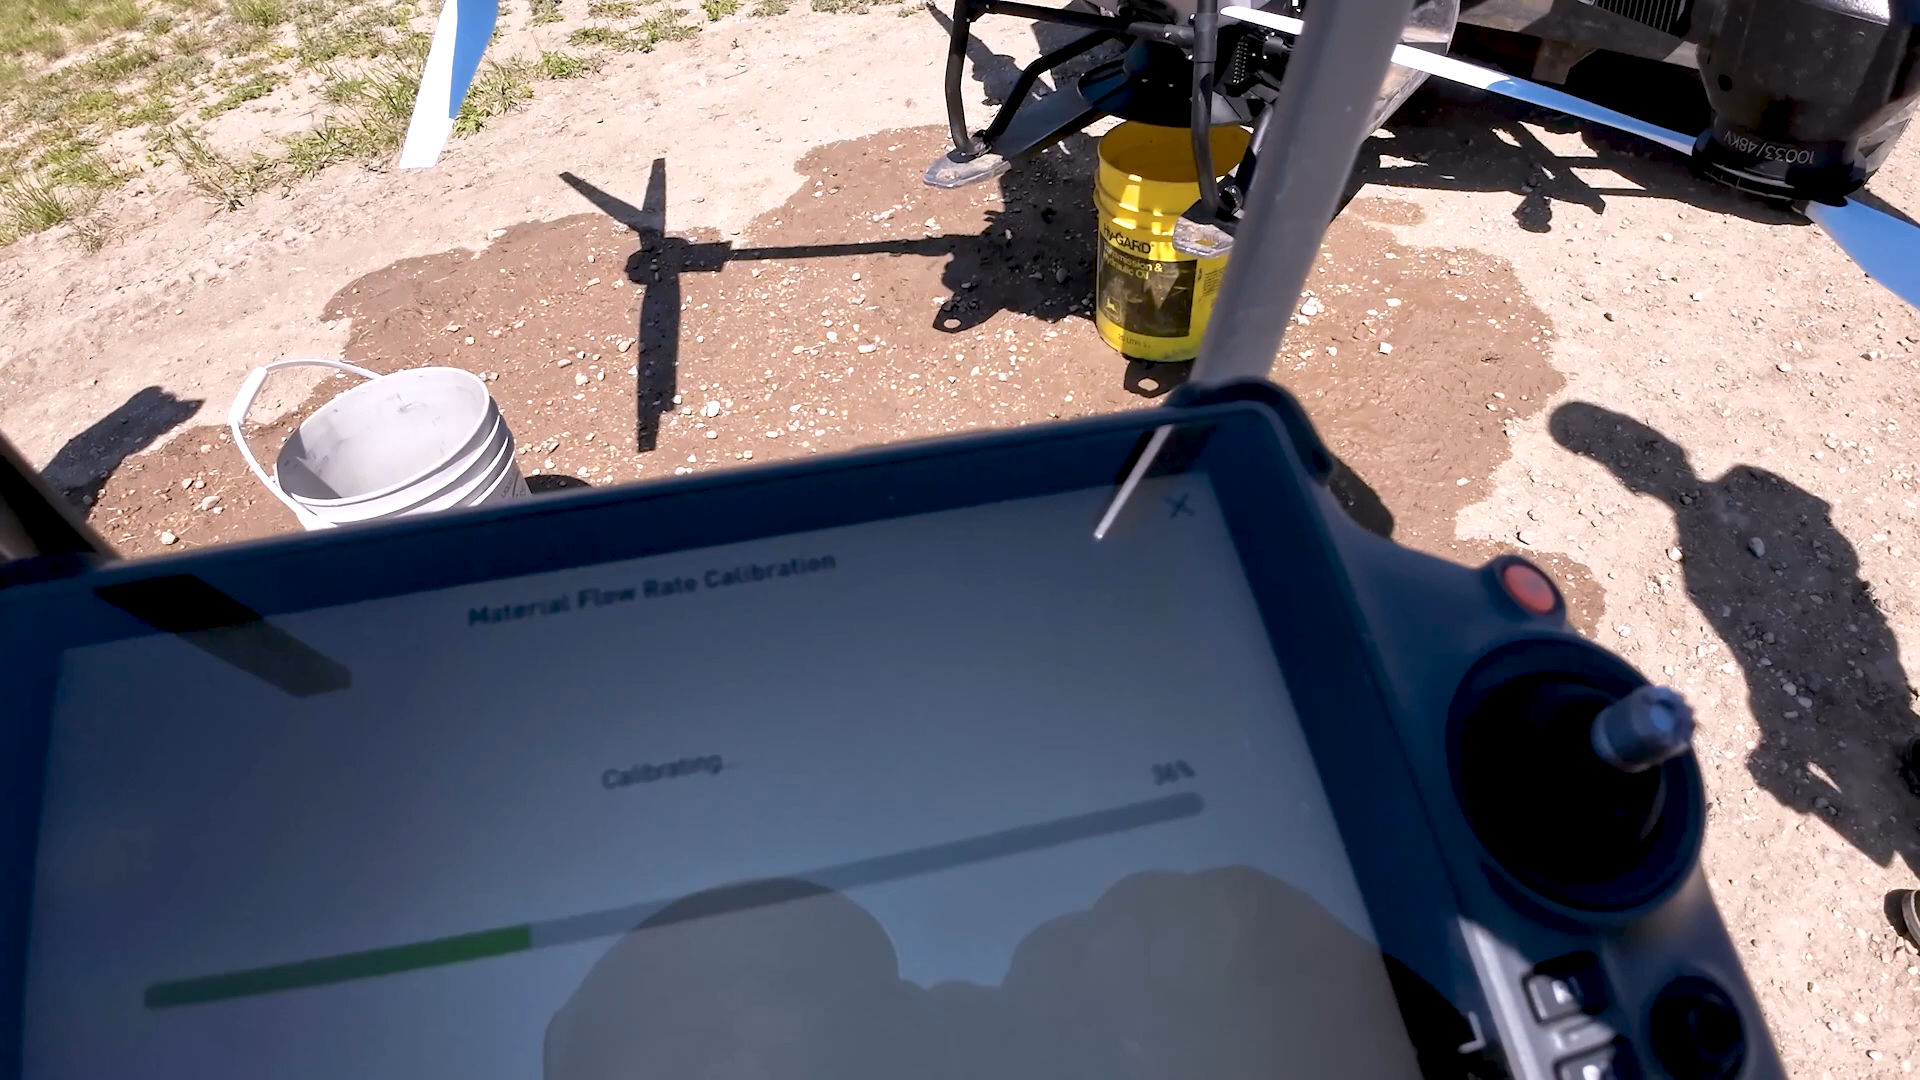 10033/48KV
Hy-GARD
Transmission &
Hydraulic Oil
Material Flow Rate Calibration
Calibrating
36%